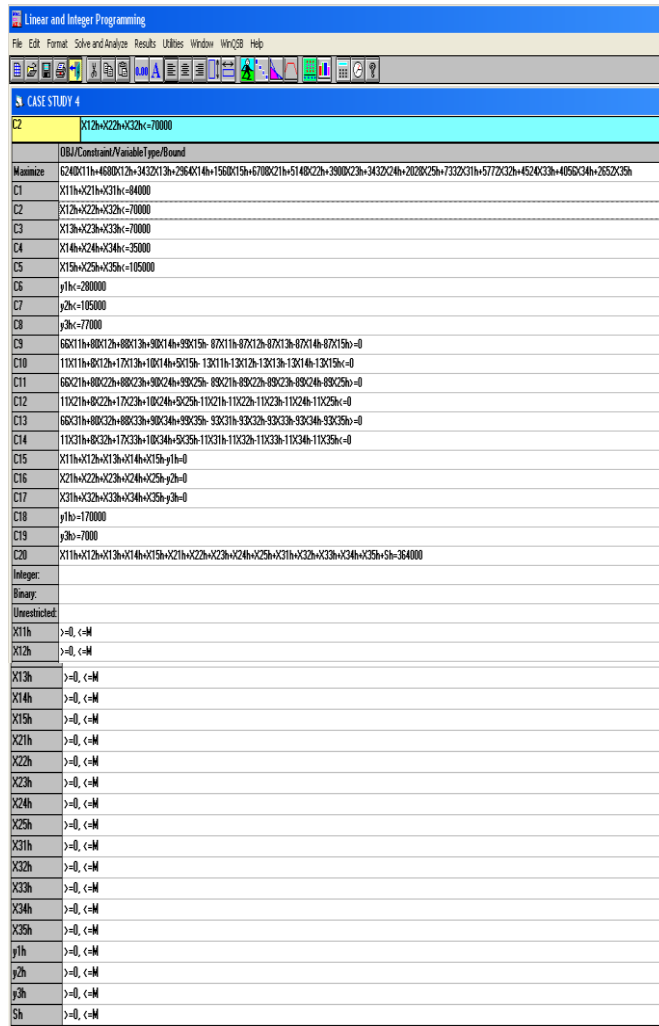 Linear and Integer Programming
File Edit Format Solve and Analyze Results Utilities Window WinQSB Help
0.00 A
CASE STUDY 4
C2 X12h+X22h+X32h<=70000
OBJ/Constraint/VariableType/Bound
Maximize 6240X11h+4680X12h+3432X13h+2964X14h+1560X15h+6708X21h+5148X22h+3900X23h+3432X24h+2028X25h+7332X31h+5772X32h+4524X33h+4056X34h+2652X35h
C1 X11h+X21h+X31h<=84000
C2 X12h+X22h+X32h<=70000
C3 X13h+X23h+X33h<=70000
C4 X14h+X24h+X34h<=35000
C5 X15h+X25h+X35h<=105000
C6 y1h<=280000
C7 y2h<=105000
C8 y3h<=77000
C9 66X11h+80X12h+88X13h+90X14h+99X15h- 87X11h-87X12h-87X13h-87X14h-87X15h>=0
C10 11X11h+8X12h+17X13h+10X14h+5X15h- 13X11h-13X12h-13X13h-13X14h-13X15h<=0
C11 66X21h+80X22h+88X23h+90X24h+99X25h- 89X21h-89X22h-89X23h-89X24h-89X25h>=0
C12 11X21h+8X22h+17X23h+10X24h+5X25h-11X21h-11X22h-11X23h-11X24h-11X25h<=0
C13 66X31h+80X32h+88X33h+90X34h+99X35h- 93X31h-93X32h-93X33h-93X34h-93X35h>=0
C14 11X31h+8X32h+17X33h+10X34h+5X35h-11X31h-11X32h-11X33h-11X34h-11X35h<=0
C15 X11h+X12h+X13h+X14h+X15h-y1h=0
C16 X21h+X22h+X23h+X24h+X25h-y2h=0
C17 X31h+X32h+X33h+X34h+X35h-y3h=0
C18 y1h>=170000
C19 y3h>=7000
C20 X11h+X12h+X13h+X14h+X15h+X21h+X22h+X23h+X24h+X25h+X31h+X32h+X33h+X34h+X35h+Sh=364000
Integer:
Binary:
Unrestricted:
X11h >=0, <=M
X12h >=0, <=M
X13h >=0, <=M
X14h >=0, <=M
X15h >=0, <=M
X21h >=0, <=M
X22h >=0, <=M
X23h >=0, <=M
X24h >=0, <=M
X25h >=0, <=M
X31h >=0, <=M
X32h >=0, <=M
X33h >=0, <=M
X34h >=0, <=M
X35h >=0, <=M
y1h >=0, <=M
y2h >=0, <=M
y3h >=0, <=M
Sh >=0, <=M